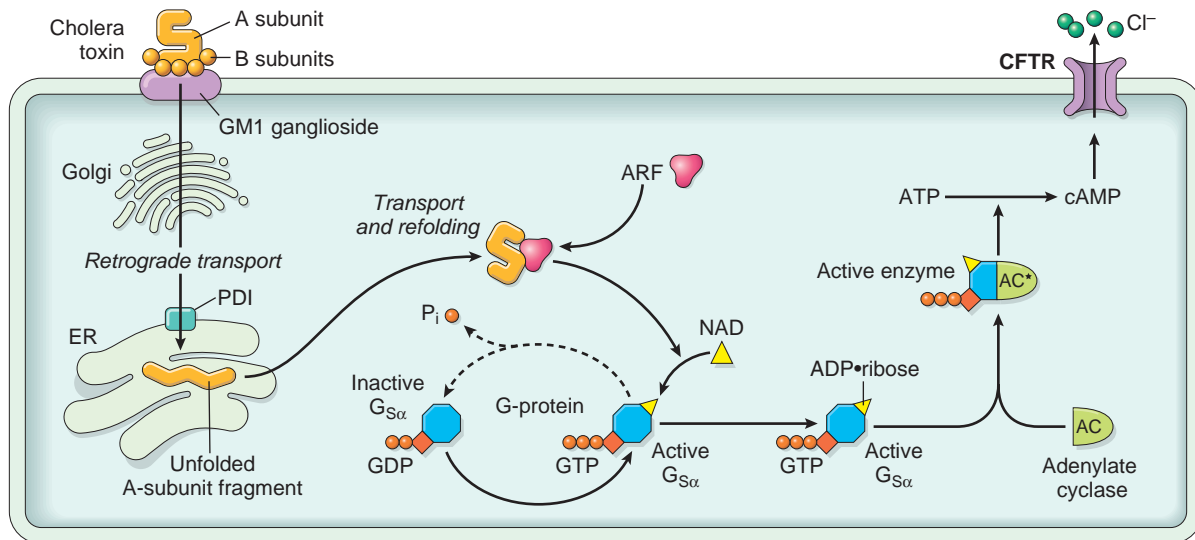 Cholera
toxin
A subunit
B subunits
GM1 ganglioside
Golgi
Retrograde transport
PDI
ER
Unfolded
A-subunit fragment
Transport
and refolding
ARF
Pi
NAD
Inactive
GSα
GDP
G-protein
GTP
Active
GSα
ADP•ribose
GTP
Active
GSα
CFTR
Cl–
ATP
cAMP
Active enzyme
AC★
AC
Adenylate
cyclase